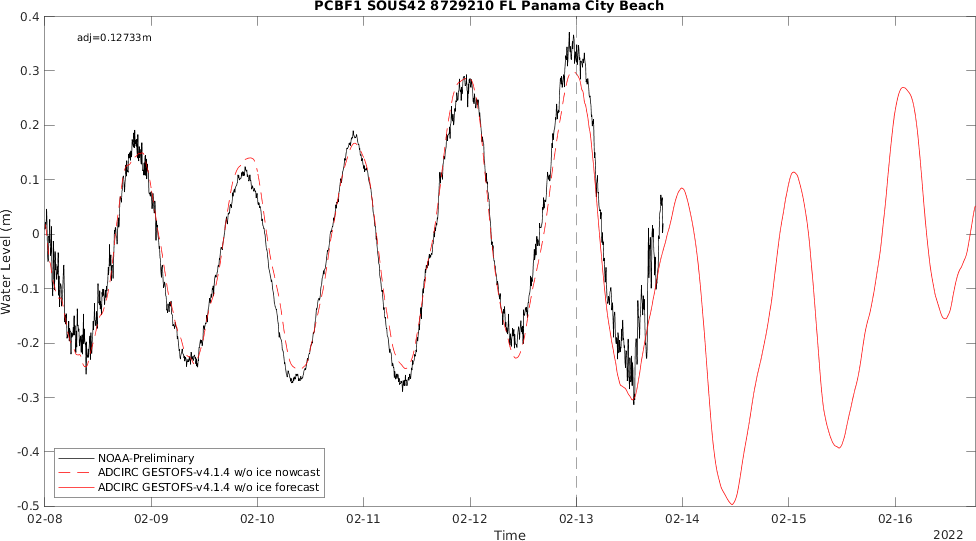 PCBF1 SOUS42 8729210 FL Panama City Beach
adj=0.12733m
0.4
0.3
0.2
0.1
0
-0.1
-0.2
-0.3
-0.4
-0.5
Water Level (m)
NOAA-Preliminary
ADCIRC GESTOFS-v4.1.4 w/o ice nowcast
ADCIRC GESTOFS-v4.1.4 w/o ice forecast
02-08 02-09 02-10 02-11 02-12 02-13 02-14 02-15 02-16
Time
2022